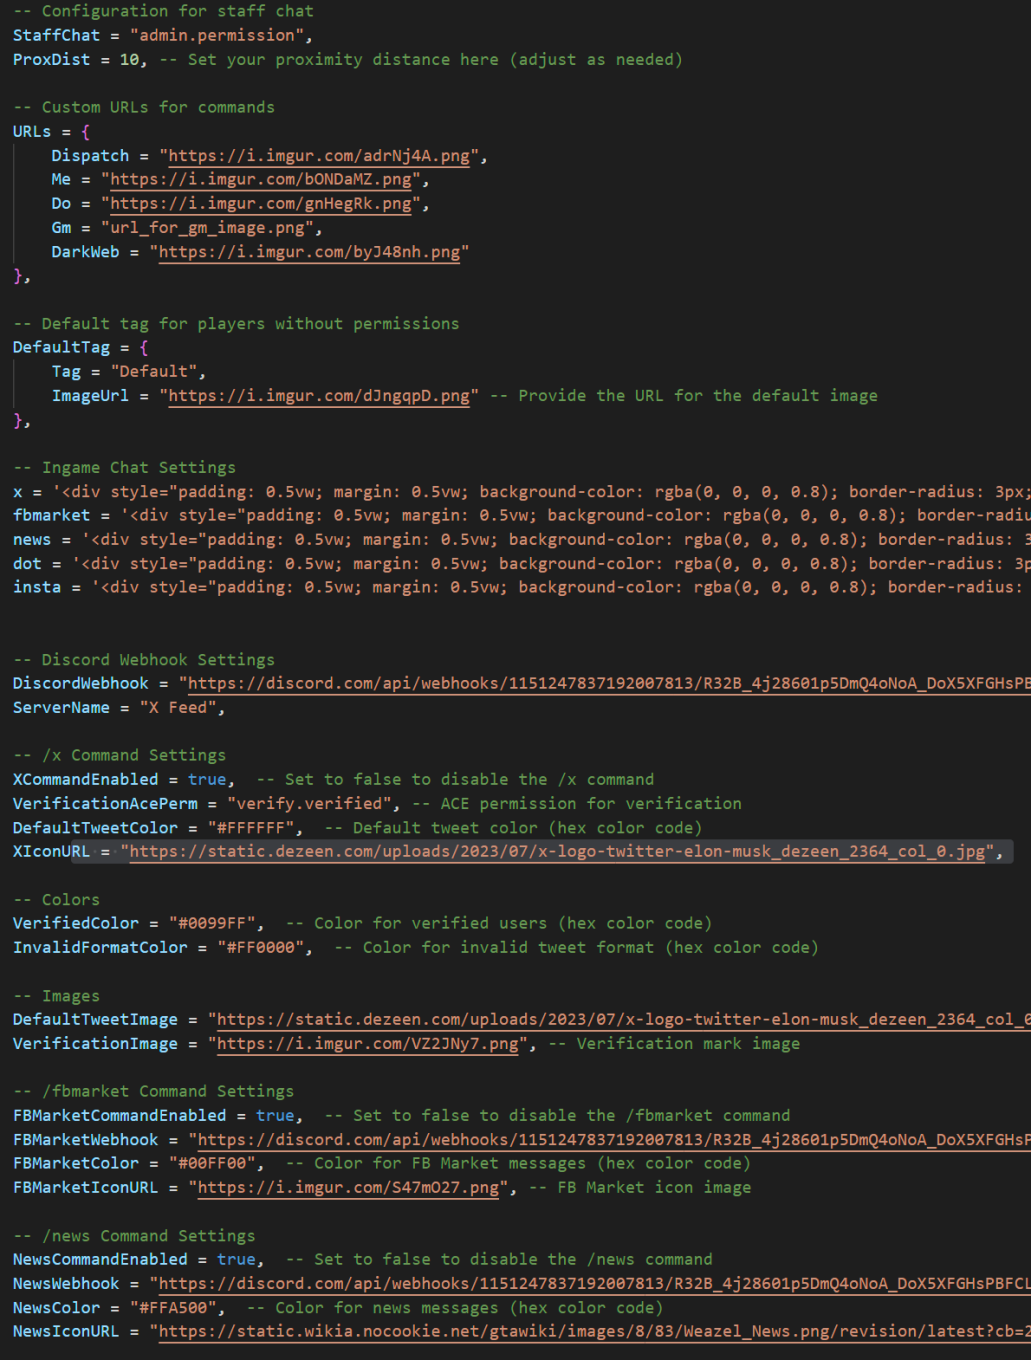 -- Configuration for staff chat
StaffChat = "admin.permission",
ProxDist = 10, -- Set your proximity distance here (adjust as needed)
-- Custom URLs for commands
URLs = {
Dispatch = "https://i.imgur.com/adrNj4A.png",
Me = "https://i.imgur.com/bONDaMZ.png",
Do = "https://i.imgur.com/gnHegRk.png",
Gm = "url_for_gm_image.png",
DarkWeb = "https://i.imgur.com/byJ48nh.png"
},
-- Default tag for players without permissions
DefaultTag = {
Tag = "Default",
ImageUrl = "https://i.imgur.com/dJngqpD.png" -- Provide the URL for the default image
},
-- Ingame Chat Settings
x = '<div style="padding: 0.5vw; margin: 0.5vw; background-color: rgba(0, 0, 0, 0.8); border-radius: 3px;
fbmarket = '<div style="padding: 0.5vw; margin: 0.5vw; background-color: rgba(0, 0, 0, 0.8); border-radiu
news = '<div style="padding: 0.5vw; margin: 0.5vw; background-color: rgba(0, 0, 0, 0.8); border-radius: 3
dot = '<div style="padding: 0.5vw; margin: 0.5vw; background-color: rgba(0, 0, 0, 0.8); border-radius: 3p
insta = '<div style="padding: 0.5vw; margin: 0.5vw; background-color: rgba(0, 0, 0, 0.8); border-radius:
-- Discord Webhook Settings
DiscordWebhook = "https://discord.com/api/webhooks/1151247837192007813/R32B_4j28601p5DmQ4oNoA_DoX5XFGHsPB
ServerName = "X Feed",
-- /x Command Settings
XCommandEnabled = true, -- Set to false to disable the /x command
VerificationAcePerm = "verify.verified", -- ACE permission for verification
DefaultTweetColor = "#FFFFFF", -- Default tweet color (hex color code)
XIconURL = "https://static.dezeen.com/uploads/2023/07/x-logo-twitter-elon-musk_dezeen_2364_col_0.jpg",
-- Colors
VerifiedColor = "#0099FF", -- Color for verified users (hex color code)
InvalidFormatColor = "#FF0000", -- Color for invalid tweet format (hex color code)
-- Images
DefaultTweetImage = "https://static.dezeen.com/uploads/2023/07/x-logo-twitter-elon-musk_dezeen_2364_col_0
VerificationImage = "https://i.imgur.com/VZ2JNy7.png", -- Verification mark image
-- /fbmarket Command Settings
FBMarketCommandEnabled = true, -- Set to false to disable the /fbmarket command
FBMarketWebhook = "https://discord.com/api/webhooks/1151247837192007813/R32B_4j28601p5DmQ4oNoA_DoX5XFGHsP
FBMarketColor = "#00FF00", -- Color for FB Market messages (hex color code)
FBMarketIconURL = "https://i.imgur.com/S47mO27.png", -- FB Market icon image
-- /news Command Settings
NewsCommandEnabled = true, -- Set to false to disable the /news command
NewsWebhook = "https://discord.com/api/webhooks/1151247837192007813/R32B_4j28601p5DmQ4oNoA_DoX5XFGHsPBFCL
NewsColor = "#FFA500", -- Color for news messages (hex color code)
NewsIconURL = "https://static.wikia.nocookie.net/gtawiki/images/8/83/Weazel_News.png/revision/latest?cb=2